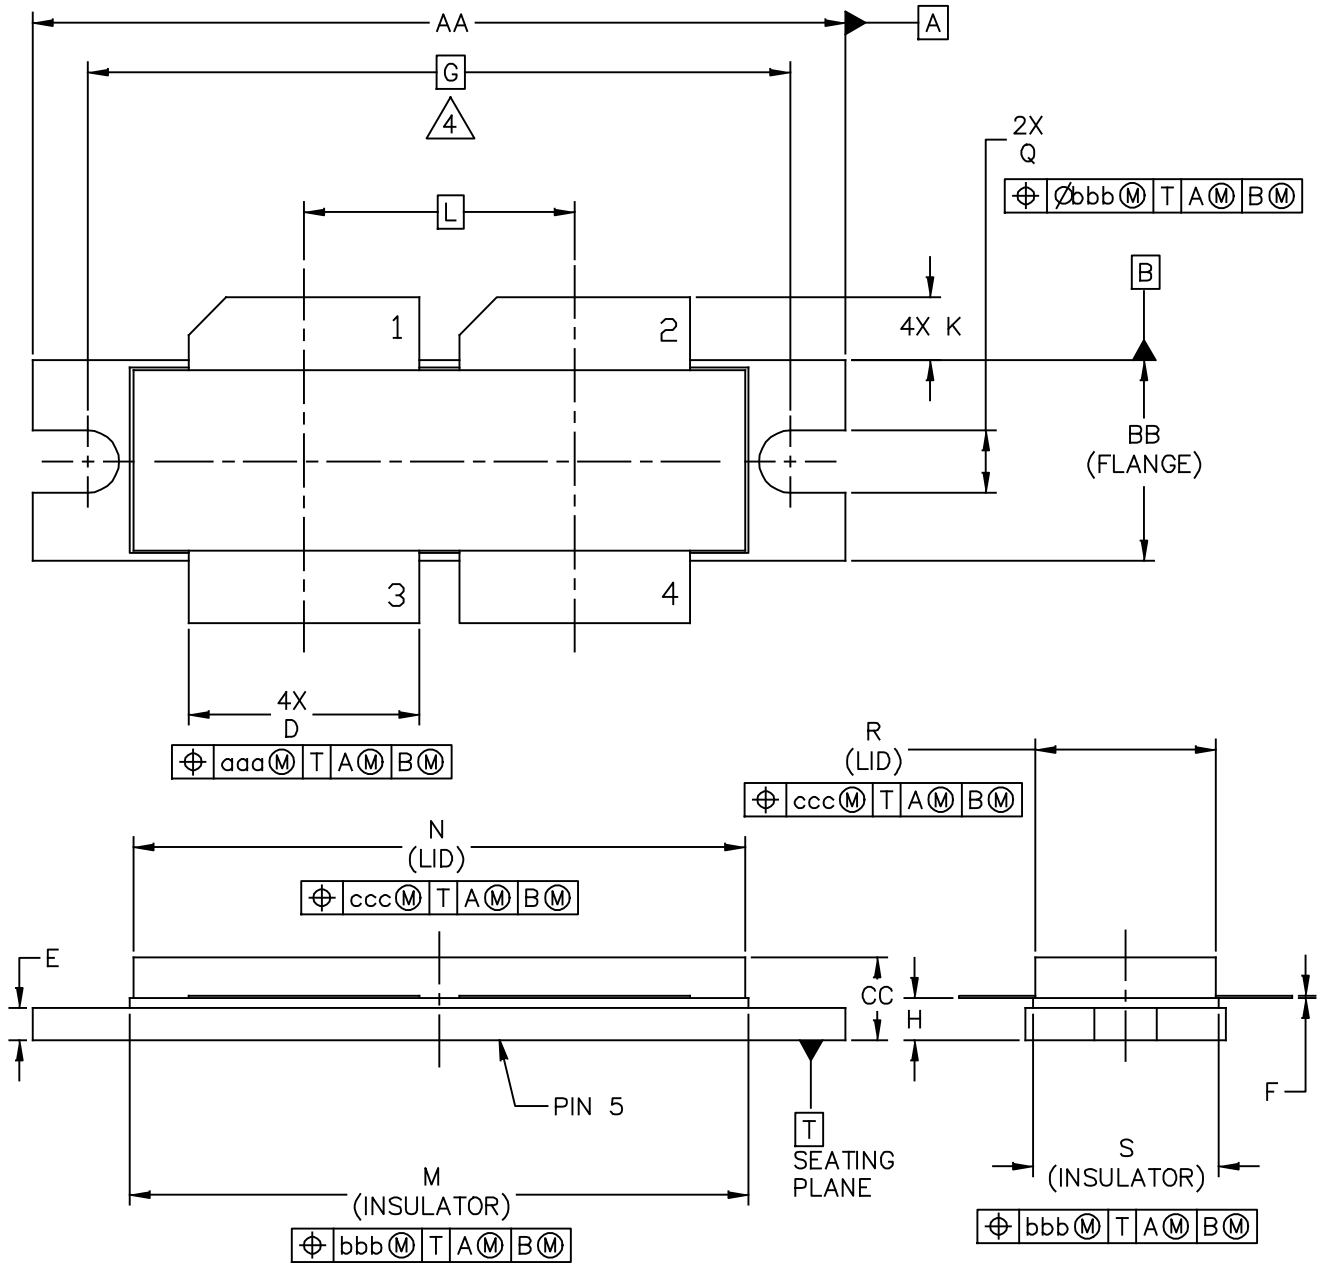 AA
A
G
4
2X
Q
⌖ Øbbb Ⓜ T A Ⓜ B Ⓜ
L
B
1
2
4X K
BB
(FLANGE)
3
4
4X
D
⌖ aaa Ⓜ T A Ⓜ B Ⓜ
R
(LID)
⌖ ccc Ⓜ T A Ⓜ B Ⓜ
N
(LID)
⌖ ccc Ⓜ T A Ⓜ B Ⓜ
E
CC
H
F
PIN 5
T
SEATING
PLANE
M
(INSULATOR)
⌖ bbb Ⓜ T A Ⓜ B Ⓜ
S
(INSULATOR)
⌖ bbb Ⓜ T A Ⓜ B Ⓜ